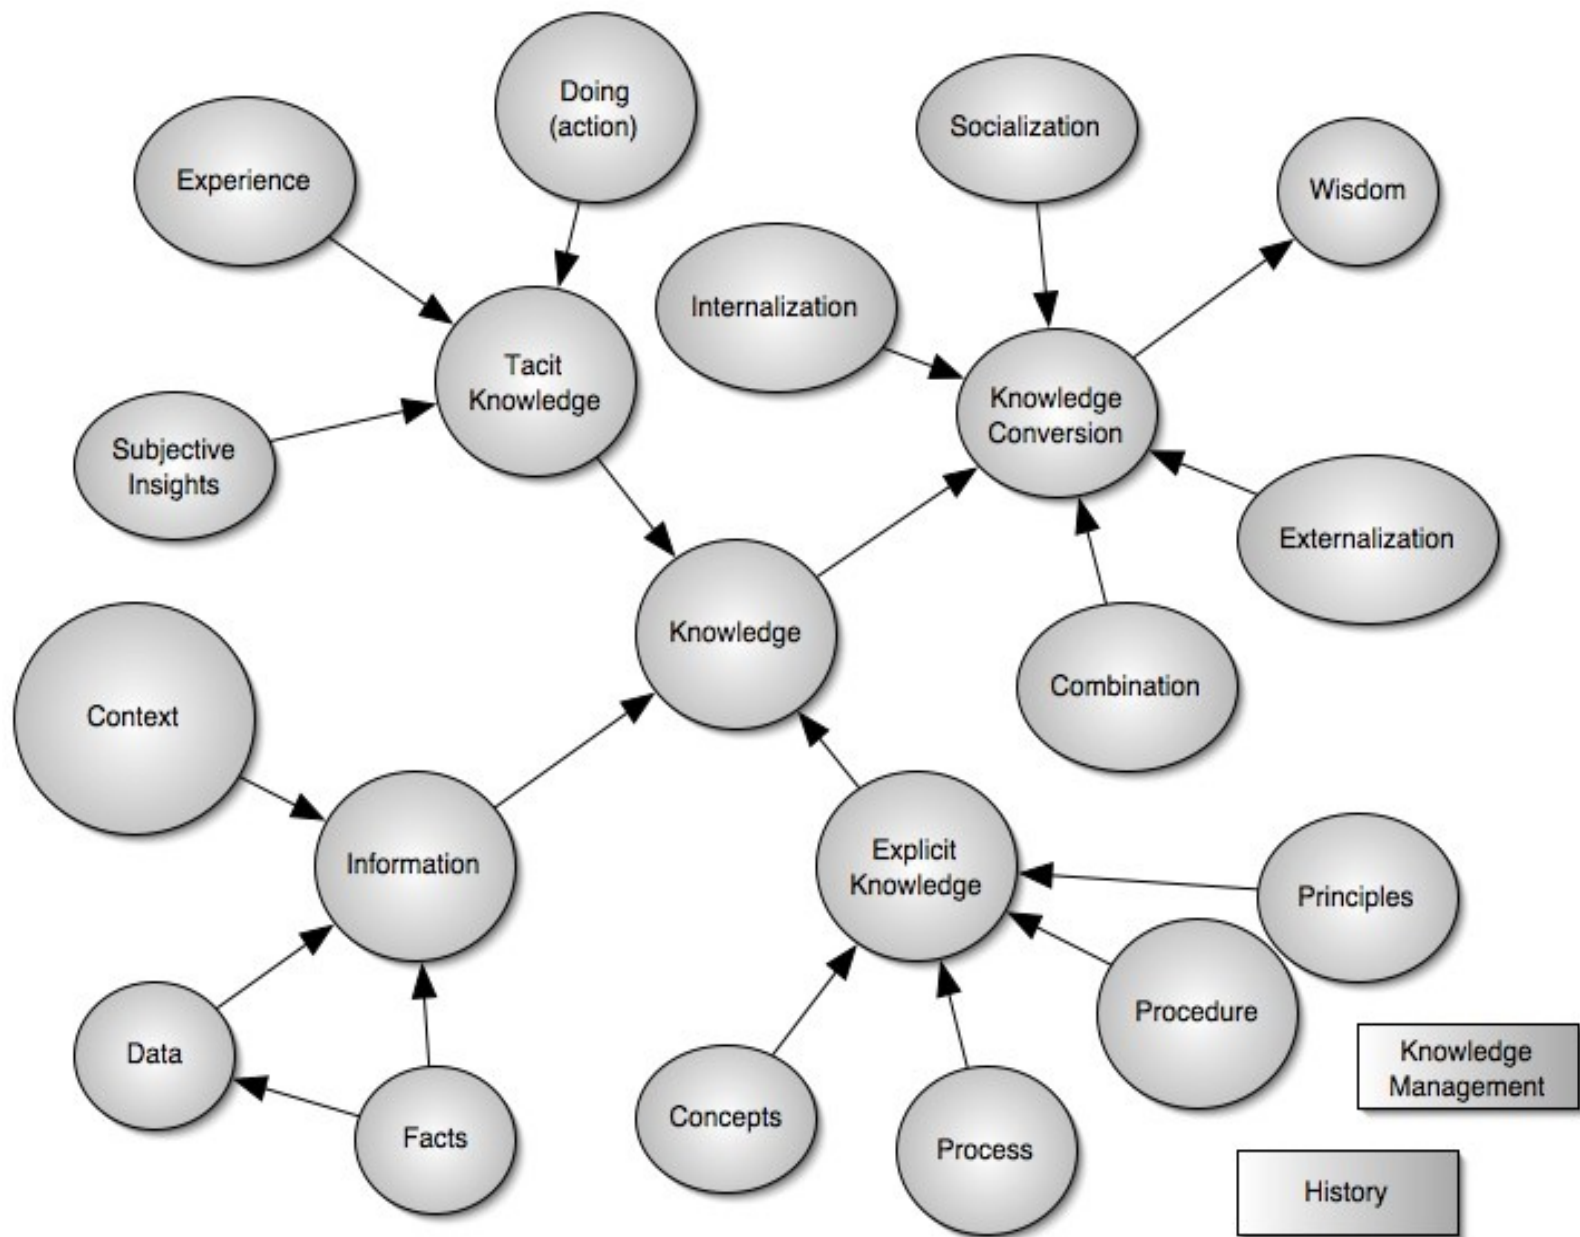 Doing
(action)
Socialization
Experience
Wisdom
Internalization
Tacit
Knowledge
Knowledge
Conversion
Subjective
Insights
Externalization
Knowledge
Combination
Context
Information
Explicit
Knowledge
Principles
Procedure
Data
Knowledge
Management
Concepts
Facts
Process
History